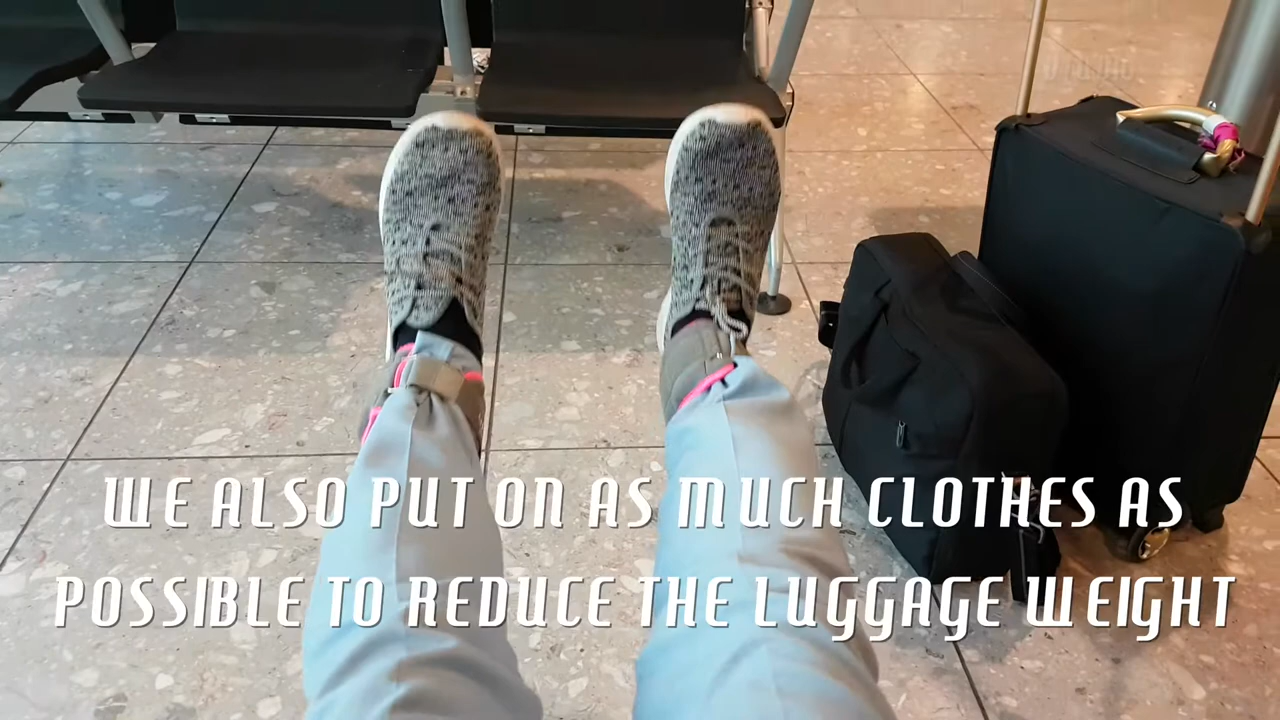 WE ALSO PUT ON AS MUCH CLOTHES AS
POSSIBLE TO REDUCE THE LUGGAGE WEIGHT